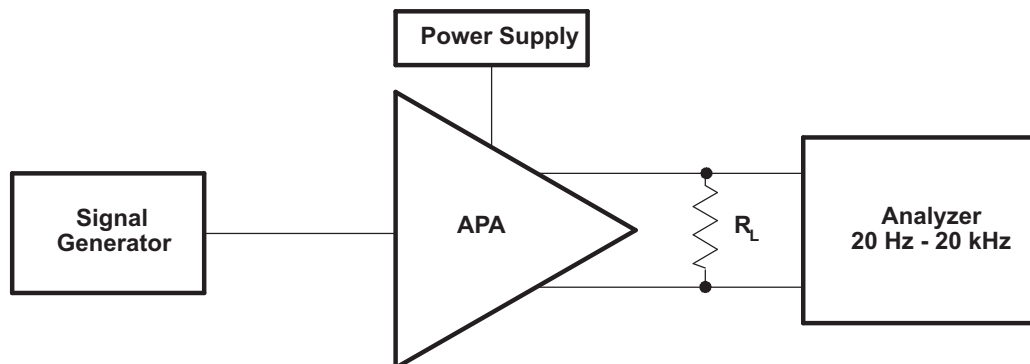 Power Supply
Signal
Generator
APA
RL
Analyzer
20 Hz - 20 kHz